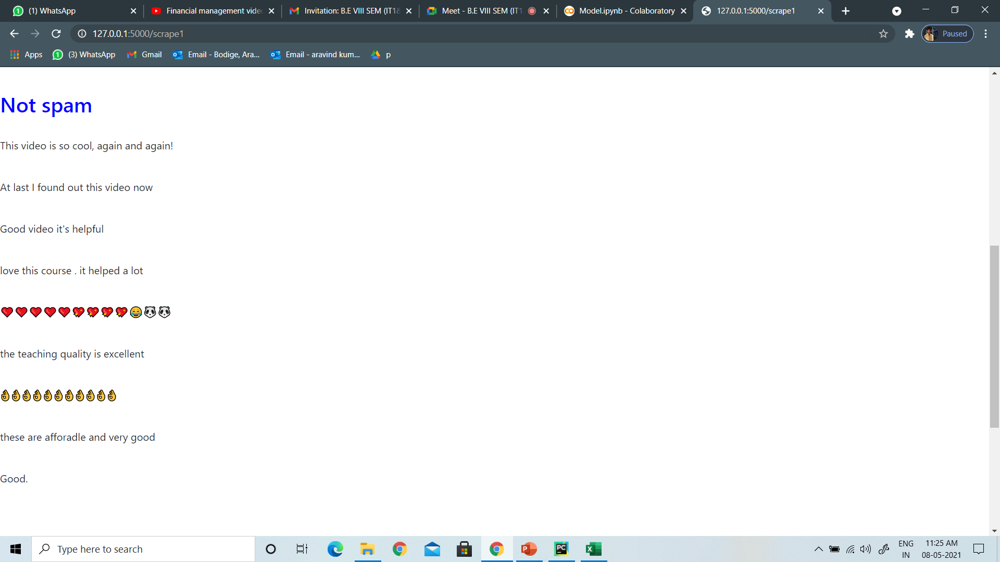 (1) WhatsApp
Financial management vide
Invitation: B.E VIII SEM (IT18
Meet - B.E VIII SEM (IT1
Model.ipynb - Colaboratory
127.0.0.1:5000/scrape1
127.0.0.1:5000/scrape1
Paused
Apps
(3) WhatsApp
Gmail
Email - Bodige, Ara...
Email - aravind kum...
p
Not spam
This video is so cool, again and again!
At last I found out this video now
Good video it's helpful
love this course . it helped a lot
❤️❤️❤️❤️❤️💖💖💖💖😂🐼🐼
the teaching quality is excellent
👌👌👌👌👌👌👌👌👌👌👌
these are afforadle and very good
Good.
Type here to search
ENG
IN
11:25 AM
08-05-2021